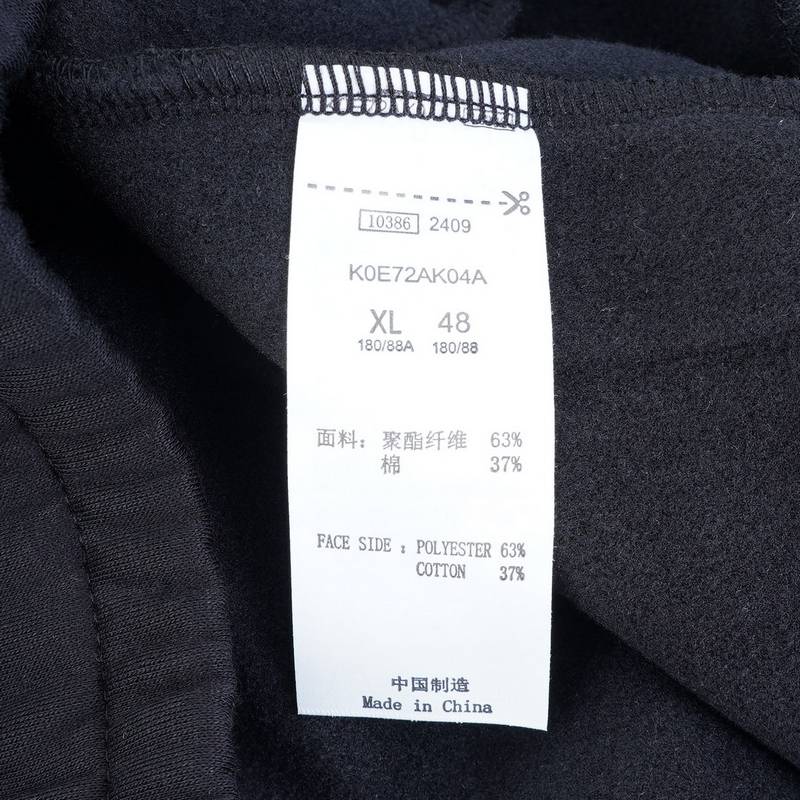 10386 2409
K0E72AK04A
XL 48
180/88A 180/88
面料：聚酯纤维 63%
棉 37%
FACE SIDE : POLYESTER 63%
COTTON 37%
中国制造
Made in China